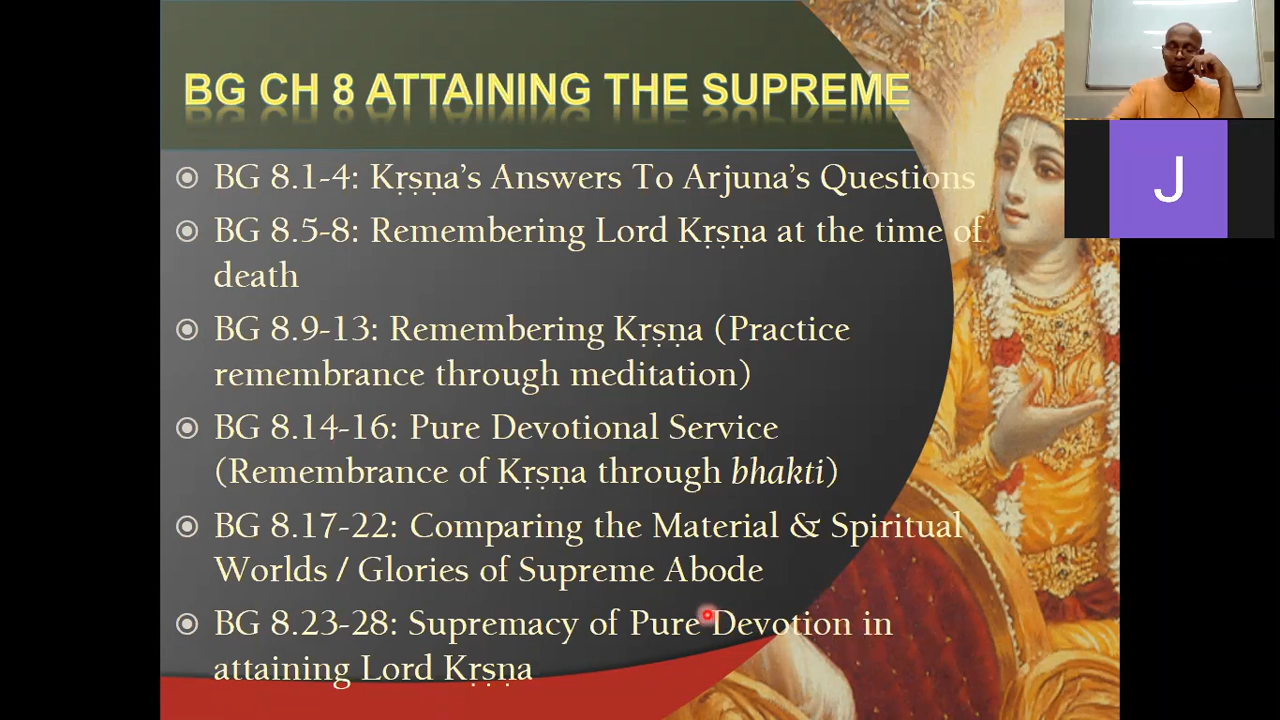 BG CH 8 ATTAINING THE SUPREME
BG 8.1-4: Kṛṣṇa’s Answers To Arjuna’s Questions
BG 8.5-8: Remembering Lord Kṛṣṇa at the time of
death
BG 8.9-13: Remembering Kṛṣṇa (Practice
remembrance through meditation)
BG 8.14-16: Pure Devotional Service
(Remembrance of Kṛṣṇa through bhakti)
BG 8.17-22: Comparing the Material & Spiritual
Worlds / Glories of Supreme Abode
BG 8.23-28: Supremacy of Pure Devotion in
attaining Lord Kṛṣṇa
J